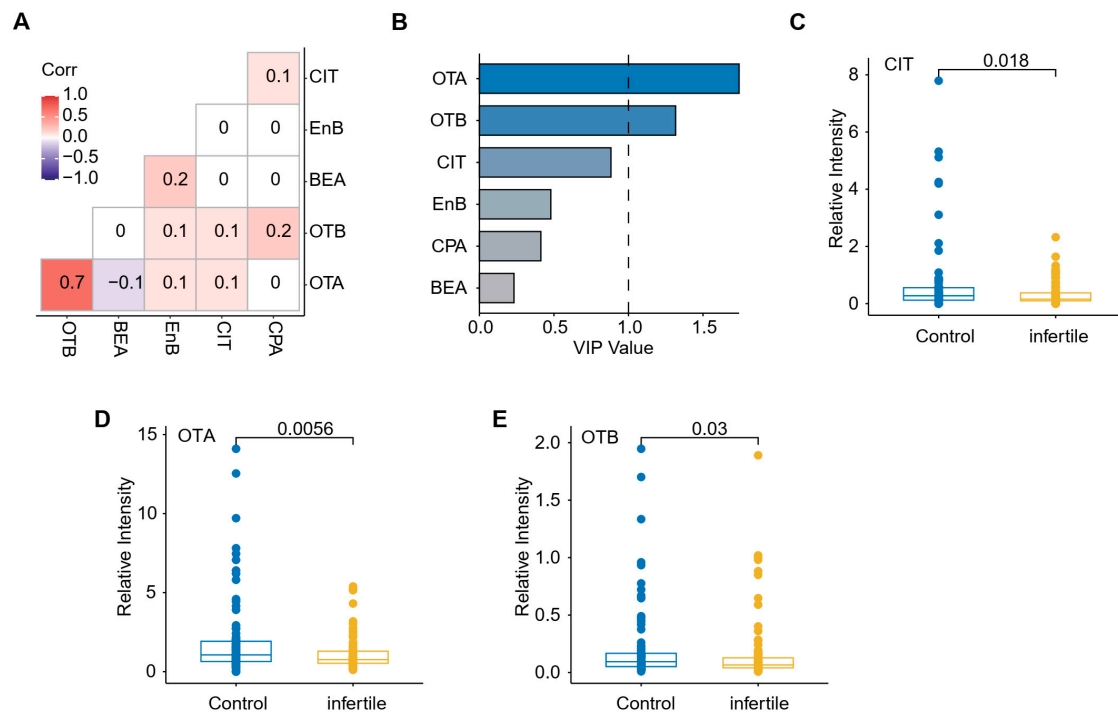 A
Corr
1.0
0.5
0.0
−0.5
−1.0
0.1
CIT
0
0
EnB
0.2
0
0
BEA
0
0.1
0.1
0.2
OTB
0.7
−0.1
0.1
0.1
0
OTA
OTB
BEA
EnB
CIT
CPA
B
OTA
OTB
CIT
EnB
CPA
BEA
0.0
0.5
1.0
1.5
VIP Value
C
CIT
0.018
8
6
4
2
0
Relative Intensity
Control
infertile
D
OTA
0.0056
15
10
5
0
Relative Intensity
Control
infertile
E
OTB
0.03
2.0
1.5
1.0
0.5
0.0
Relative Intensity
Control
infertile